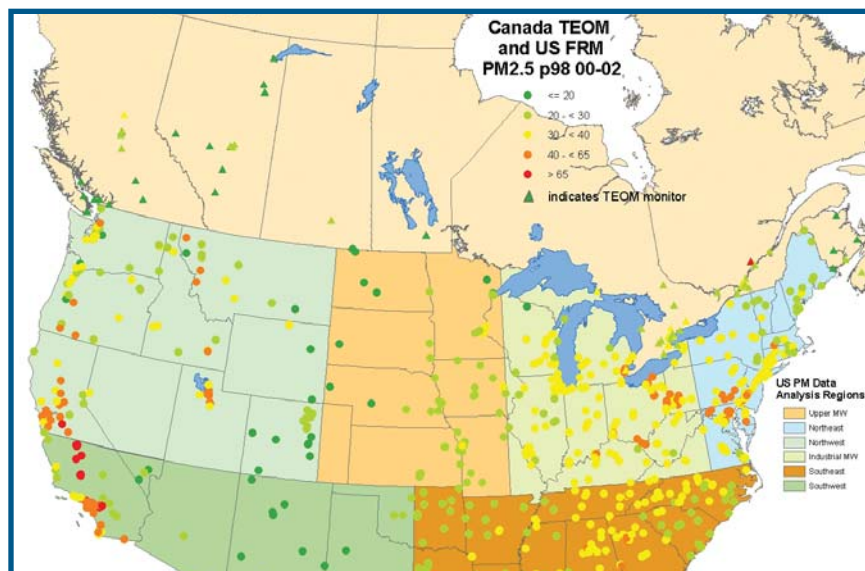 Canada TEOM
and US FRM
PM2.5 p98 00-02
<= 20
20 - < 30
30 - < 40
40 - < 65
> 65
indicates TEOM monitor
US PM Data
Analysis Regions
Upper MW
Northeast
Northwest
Industrial MW
Southeast
Southwest